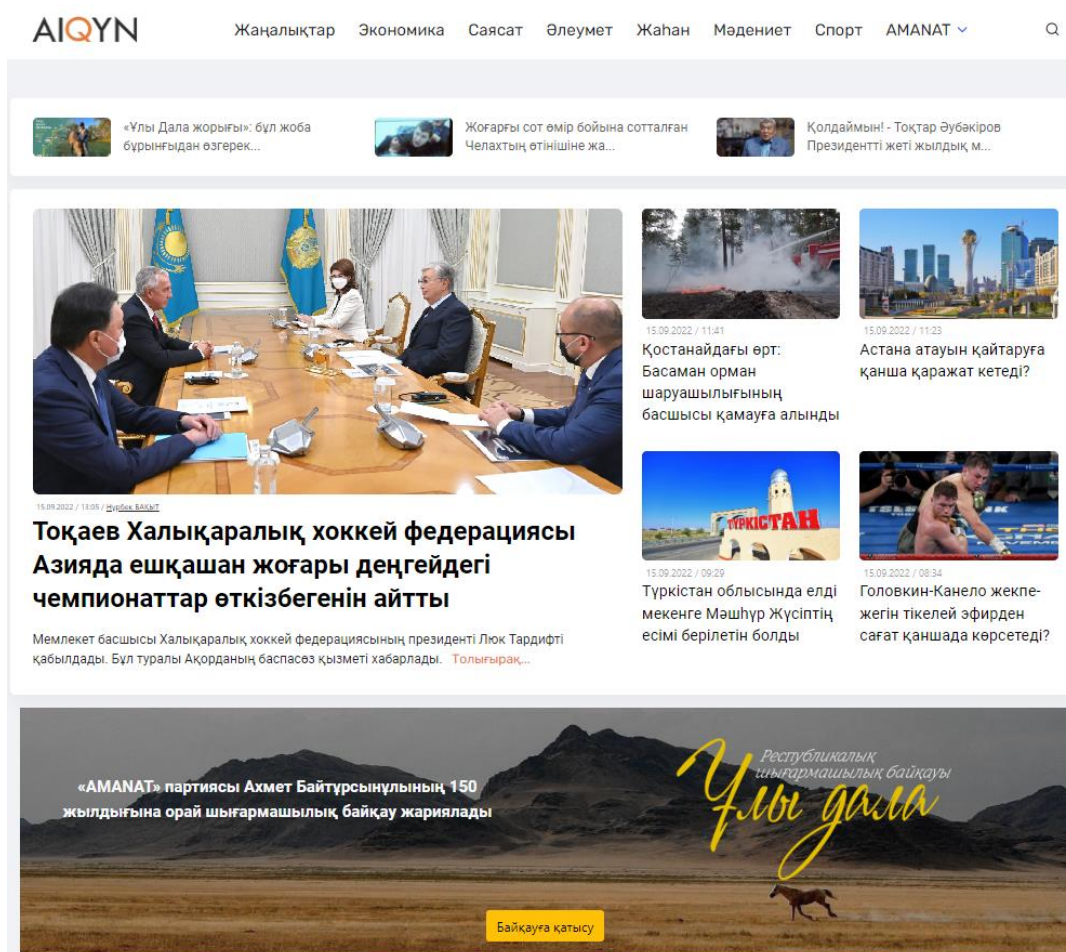 AIQYN
Жаңалықтар Экономика Саясат Әлеумет Жаһан Мәдениет Спорт AMANAT
«Ұлы Дала жорығы»: бұл жоба
бұрынғыдан өзгерек...
Жоғарғы сот өмір бойына сотталған
Челахтың өтінішіне жа...
Қолдаймын! - Тоқтар Әубәкіров
Президентті жеті жылдық м...
15.09.2022 / 13:05 / Нұрбек БАҚЫТ
Тоқаев Халықаралық хоккей федерациясы
Азияда ешқашан жоғары деңгейдегі
чемпионаттар өткізбегенін айтты
Мемлекет басшысы Халықаралық хоккей федерациясының президенті Люк Тардифті
қабылдады. Бұл туралы Ақорданың баспасөз қызметі хабарлады. Толығырақ...
15.09.2022 / 11:41
Қостанайдағы өрт:
Басаман орман
шаруашылығының
басшысы қамауға алынды
15.09.2022 / 11:23
Астана атауын қайтаруға
қанша қаражат кетеді?
ТҮРКІСТАН
15.09.2022 / 09:29
Түркістан облысында елді
мекенге Мәшһүр Жүсіптің
есімі берілетін болды
15.09.2022 / 08:34
Головкин-Канело жекпе-
жегін тікелей эфирден
сағат қаншада көрсетеді?
«AMANAT» партиясы Ахмет Байтұрсынұлының 150
жылдығына орай шығармашылық байқау жариялады
Республикалық
шығармашылық байқауы
Ұлы дала
Байқауға қатысу